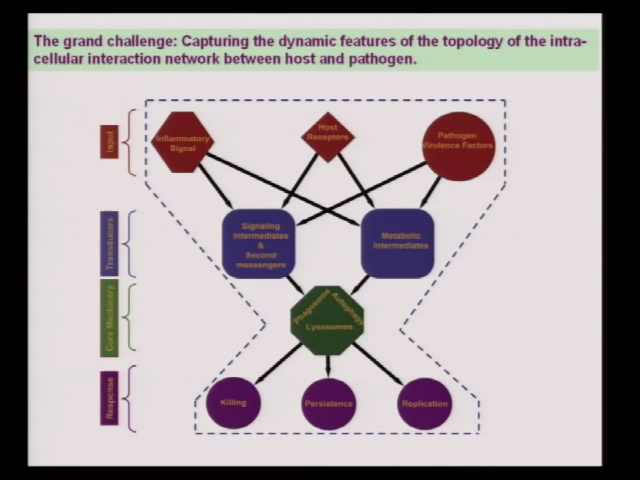 The grand challenge: Capturing the dynamic features of the topology of the intra-
cellular interaction network between host and pathogen.
Input
Inflammatory
Signal
Host
Receptors
Pathogen
Virulence Factors
Transducers
Signaling
Intermediates
&
Second
messengers
Metabolic
Intermediates
Core Machinery
Phagosome
Autophagy
Lysosomes
Response
Killing
Persistence
Replication